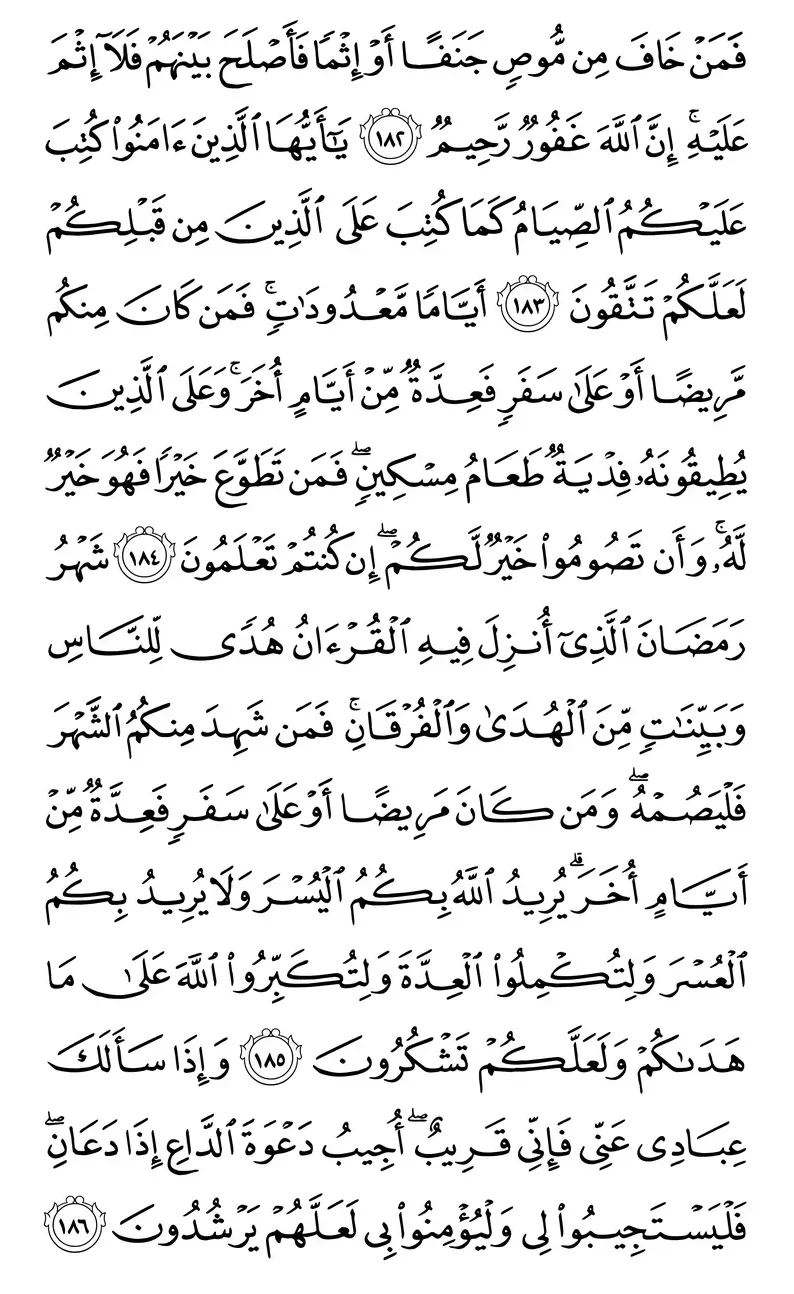 فَمَنْ خَافَ مِن مُّوصٍ جَنَفًا أَوْ إِثْمًا فَأَصْلَحَ بَيْنَهُمْ فَلَآ إِثْمَ
عَلَيْهِ ۚ إِنَّ ٱللَّهَ غَفُورٌ رَّحِيمٌ ١٨٢ يَـٰٓأَيُّهَا ٱلَّذِينَ ءَامَنُوا۟ كُتِبَ
عَلَيْكُمُ ٱلصِّيَامُ كَمَا كُتِبَ عَلَى ٱلَّذِينَ مِن قَبْلِكُمْ
لَعَلَّكُمْ تَتَّقُونَ ١٨٣ أَيَّامًا مَّعْدُودَٰتٍ ۚ فَمَن كَانَ مِنكُم
مَّرِيضًا أَوْ عَلَىٰ سَفَرٍ فَعِدَّةٌ مِّنْ أَيَّامٍ أُخَرَ ۚ وَعَلَى ٱلَّذِينَ
يُطِيقُونَهُۥ فِدْيَةٌ طَعَامُ مِسْكِينٍ ۖ فَمَن تَطَوَّعَ خَيْرًا فَهُوَ خَيْرٌ
لَّهُۥ ۚ وَأَن تَصُومُوا۟ خَيْرٌ لَّكُمْ ۖ إِن كُنتُمْ تَعْلَمُونَ ١٨٤ شَهْرُ
رَمَضَانَ ٱلَّذِىٓ أُنزِلَ فِيهِ ٱلْقُرْءَانُ هُدًى لِّلنَّاسِ
وَبَيِّنَـٰتٍ مِّنَ ٱلْهُدَىٰ وَٱلْفُرْقَانِ ۚ فَمَن شَهِدَ مِنكُمُ ٱلشَّهْرَ
فَلْيَصُمْهُ ۖ وَمَن كَانَ مَرِيضًا أَوْ عَلَىٰ سَفَرٍ فَعِدَّةٌ مِّنْ
أَيَّامٍ أُخَرَ ۗ يُرِيدُ ٱللَّهُ بِكُمُ ٱلْيُسْرَ وَلَا يُرِيدُ بِكُمُ
ٱلْعُسْرَ وَلِتُكْمِلُوا۟ ٱلْعِدَّةَ وَلِتُكَبِّرُوا۟ ٱللَّهَ عَلَىٰ مَا
هَدَىٰكُمْ وَلَعَلَّكُمْ تَشْكُرُونَ ١٨٥ وَإِذَا سَأَلَكَ
عِبَادِى عَنِّى فَإِنِّى قَرِيبٌ ۖ أُجِيبُ دَعْوَةَ ٱلدَّاعِ إِذَا دَعَانِ ۖ
فَلْيَسْتَجِيبُوا۟ لِى وَلْيُؤْمِنُوا۟ بِى لَعَلَّهُمْ يَرْشُدُونَ ١٨٦